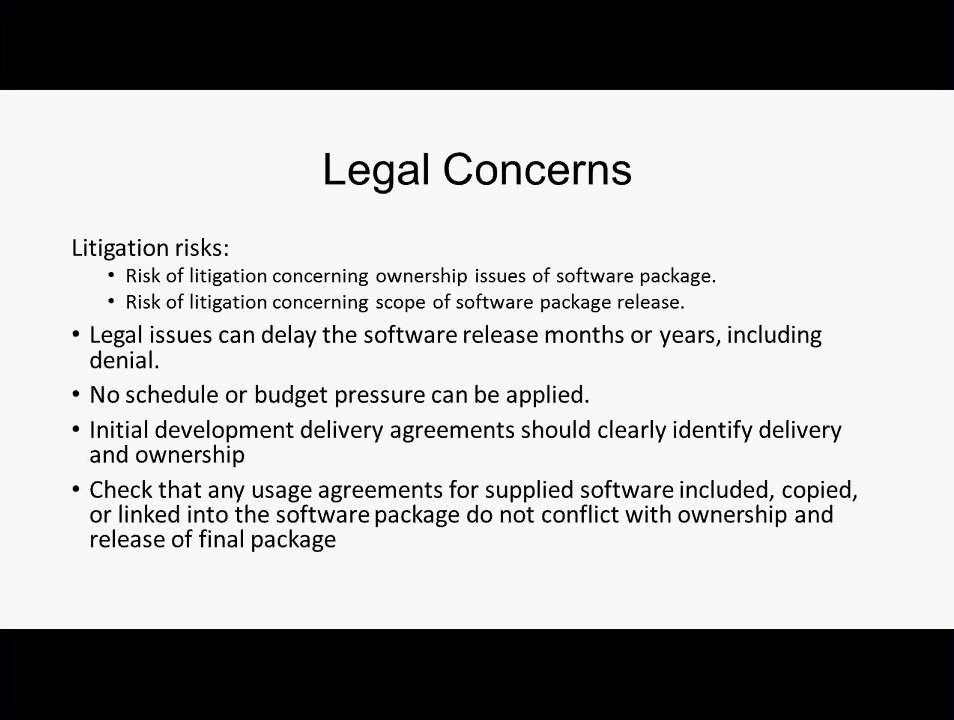 Legal Concerns
Litigation risks:
• Risk of litigation concerning ownership issues of software package.
• Risk of litigation concerning scope of software package release.
• Legal issues can delay the software release months or years, including
denial.
• No schedule or budget pressure can be applied.
• Initial development delivery agreements should clearly identify delivery
and ownership
• Check that any usage agreements for supplied software included, copied,
or linked into the software package do not conflict with ownership and
release of final package